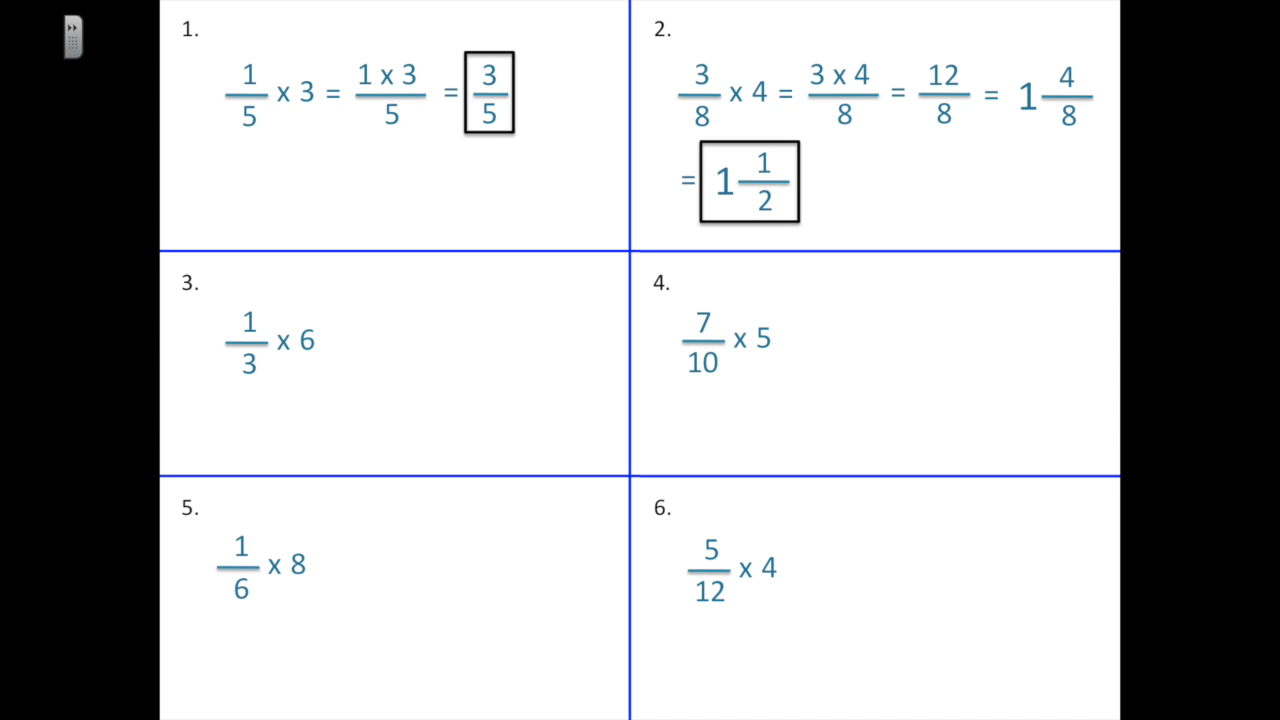 1.
1/5 x 3 = 1 x 3/5 = 3/5
2.
3/8 x 4 = 3 x 4/8 = 12/8 = 1 4/8
= 1 1/2
3.
1/3 x 6
4.
7/10 x 5
5.
1/6 x 8
6.
5/12 x 4